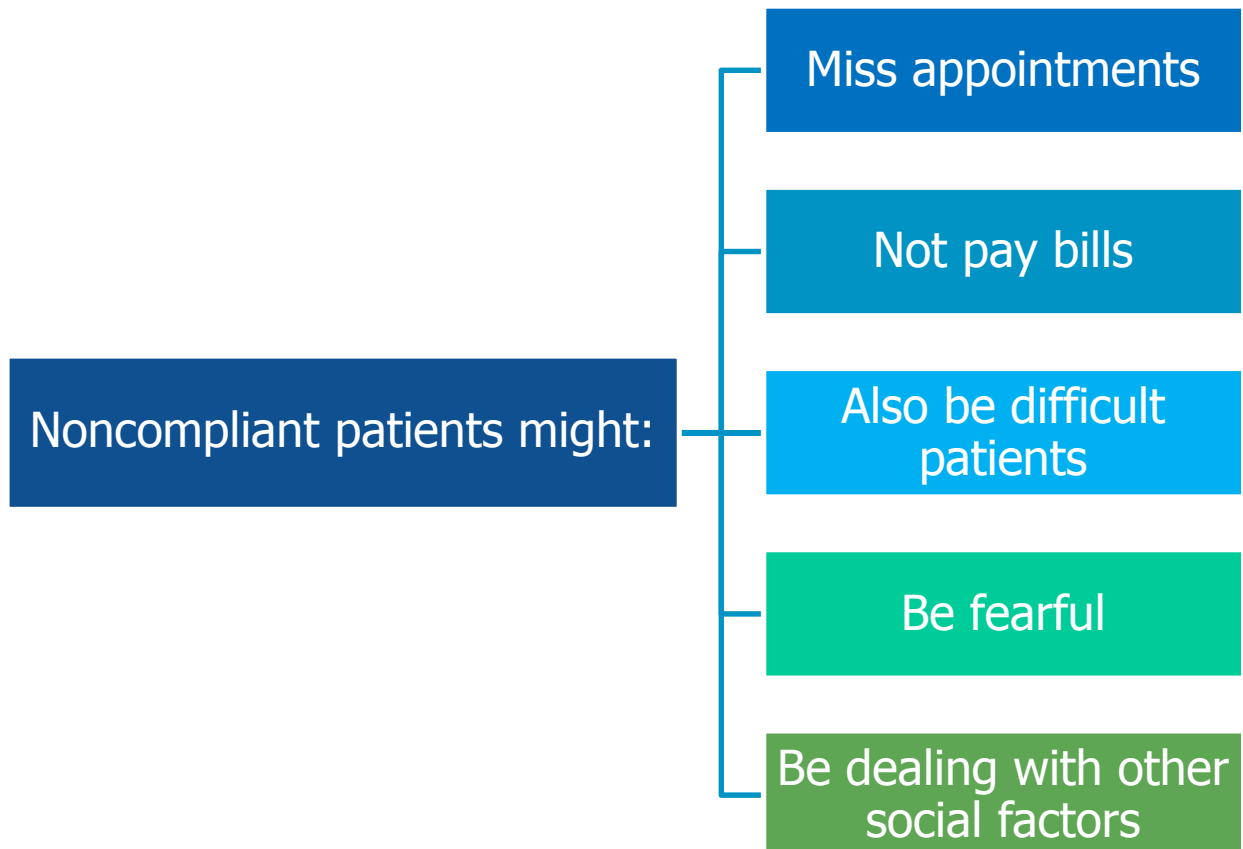 Noncompliant patients might:
Miss appointments
Not pay bills
Also be difficult
patients
Be fearful
Be dealing with other
social factors